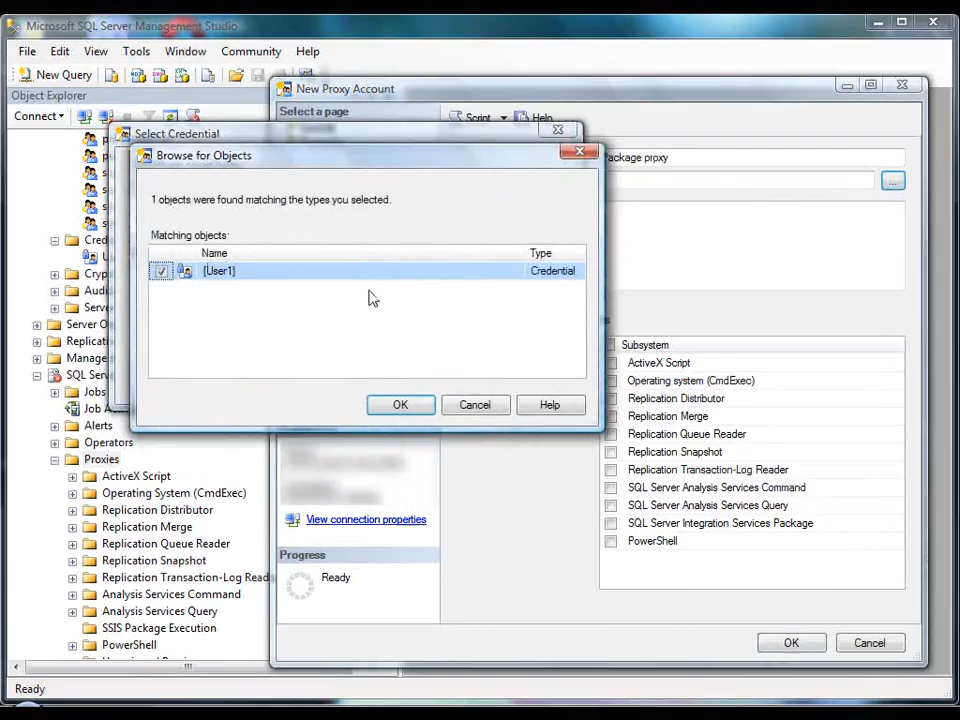 Microsoft SQL Server Management Studio
File Edit View Tools Window Community Help
New Query
Object Explorer
Connect
New Proxy Account
Select a page
Script Help
Select Credential
Browse for Objects
1 objects were found matching the types you selected.
Matching objects:
Name Type
[User1] Credential
OK Cancel Help
Package proxy
...
Subsystem
ActiveX Script
Operating system (CmdExec)
Replication Distributor
Replication Merge
Replication Queue Reader
Replication Snapshot
Replication Transaction-Log Reader
SQL Server Analysis Services Command
SQL Server Analysis Services Query
SQL Server Integration Services Package
PowerShell
View connection properties
Progress
Ready
OK Cancel
Cred
U
Crypt
Audi
Serve
Server O
Replicati
Manage
SQL Serv
Jobs
Job A
Alerts
Operators
Proxies
ActiveX Script
Operating System (CmdExec)
Replication Distributor
Replication Merge
Replication Queue Reader
Replication Snapshot
Replication Transaction-Log Read
Analysis Services Command
Analysis Services Query
SSIS Package Execution
PowerShell
Ready